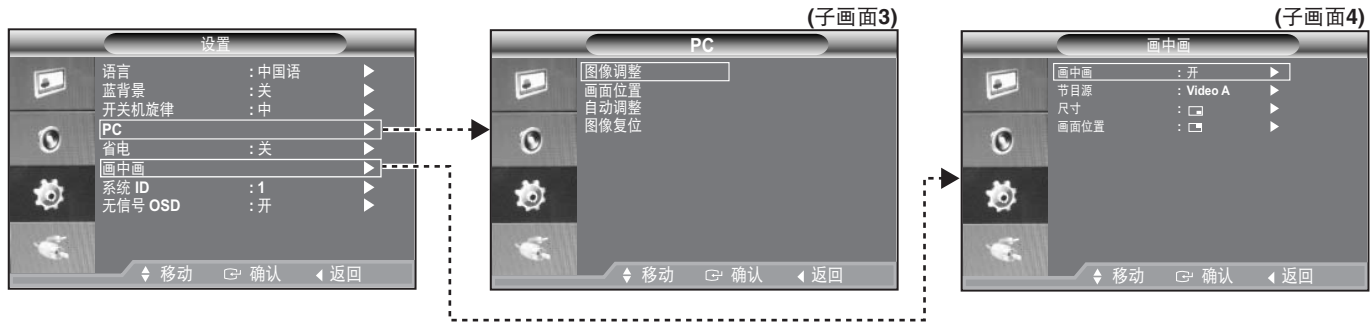 (子画面3)
(子画面4)
设置
语言 : 中国语 ▶
蓝背景 : 关 ▶
开关机旋律 : 中 ▶
PC ▶
省电 : 关 ▶
画中画 ▶
系统 ID : 1 ▶
无信号 OSD : 开 ▶
移动 确认 返回
PC
图像调整
画面位置
自动调整
图像复位
移动 确认 返回
画中画
画中画 : 开 ▶
节目源 : Video A ▶
尺寸 : ▶
画面位置 : ▶
移动 确认 返回